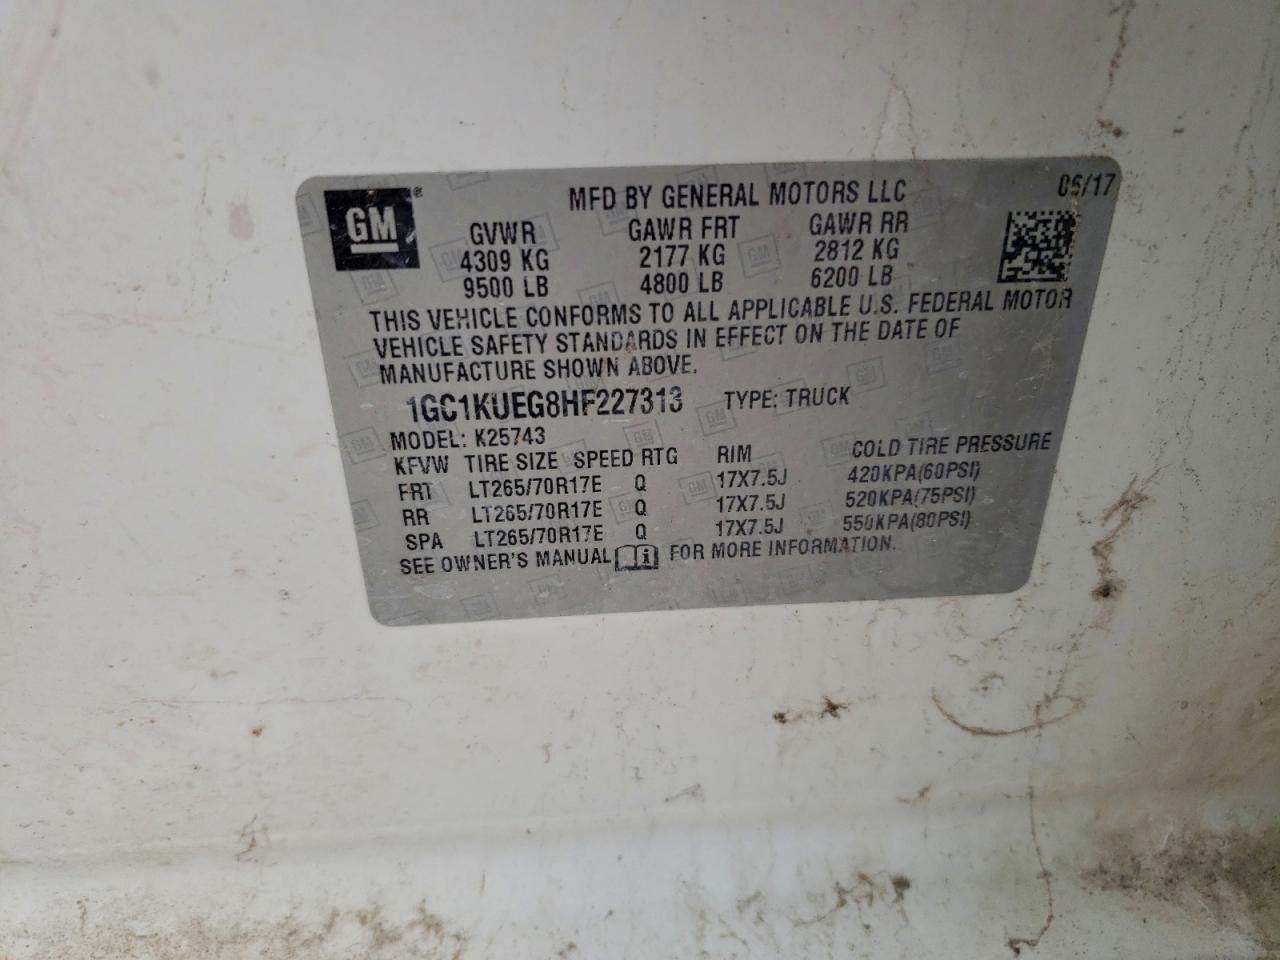 GM®
MFD BY GENERAL MOTORS LLC 06/17
GVWR GAWR FRT GAWR RR
4309 KG 2177 KG 2812 KG
9500 LB 4800 LB 6200 LB
THIS VEHICLE CONFORMS TO ALL APPLICABLE U.S. FEDERAL MOTOR
VEHICLE SAFETY STANDARDS IN EFFECT ON THE DATE OF
MANUFACTURE SHOWN ABOVE.
1GC1KUEG8HF227313 TYPE: TRUCK
MODEL: K25743
KFVW TIRE SIZE SPEED RTG RIM COLD TIRE PRESSURE
FRT LT265/70R17E Q 17X7.5J 420KPA(60PSI)
RR LT265/70R17E Q 17X7.5J 520KPA(75PSI)
SPA LT265/70R17E Q 17X7.5J 550KPA(80PSI)
SEE OWNER'S MANUAL FOR MORE INFORMATION.